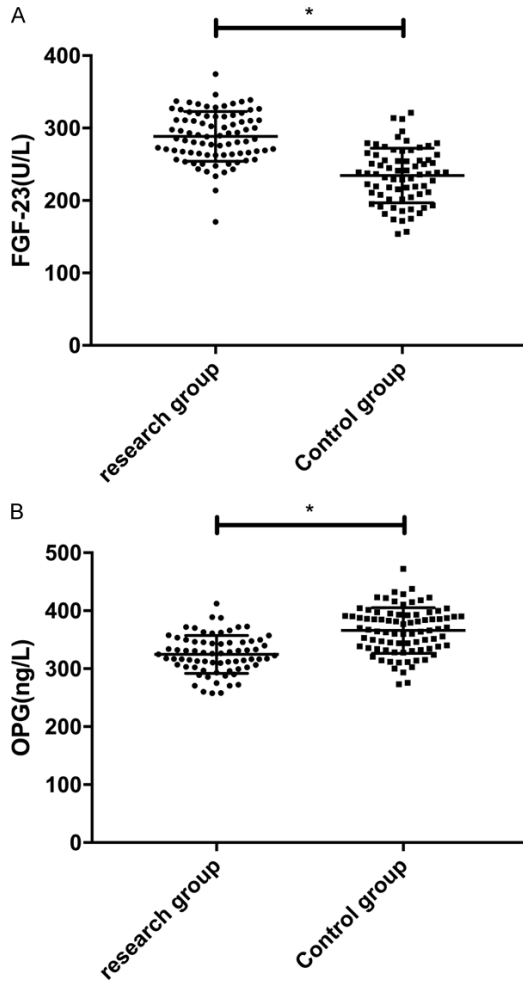 A
*
FGF-23(U/L)
400
300
200
100
0
research group
Control group
B
*
OPG(ng/L)
500
400
300
200
100
0
research group
Control group